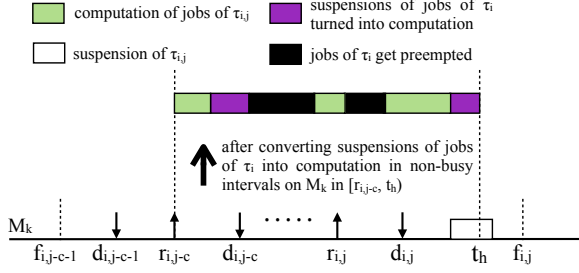 computation of jobs of τi,j
suspensions of jobs of τi
turned into computation
suspension of τi,j
jobs of τi get preempted
after converting suspensions of jobs
of τi into computation in non-busy
intervals on Mk in [ri,j-c, th)
Mk
.....
fi,j-c-1 di,j-c-1 ri,j-c di,j-c ri,j di,j th fi,j